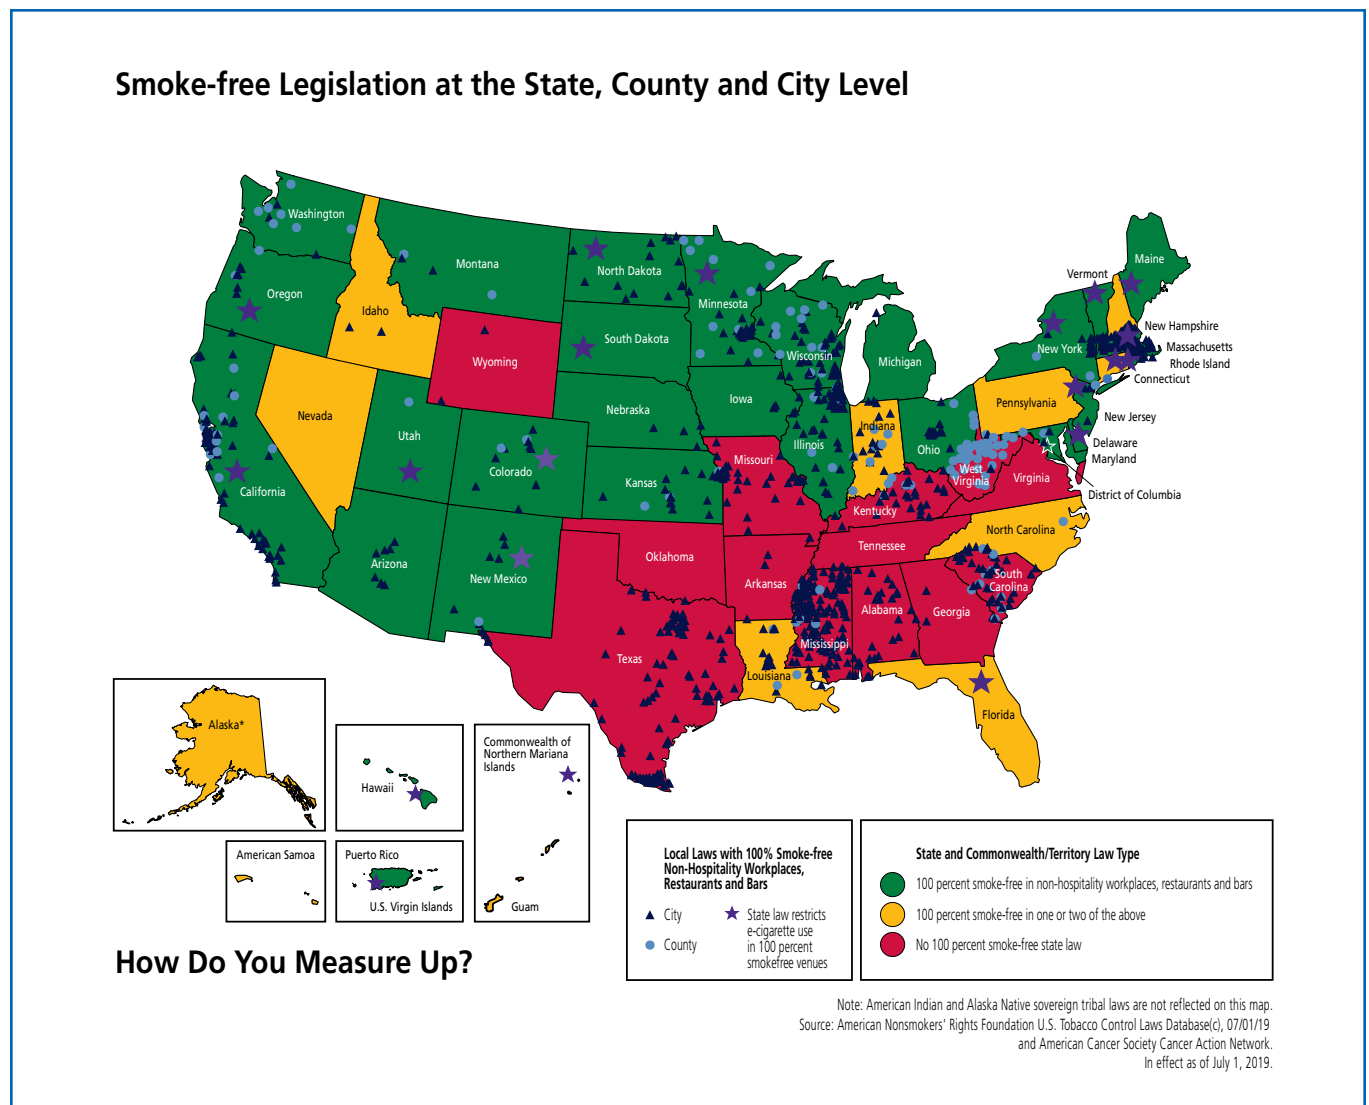 Smoke-free Legislation at the State, County and City Level
Washington
Oregon
California
Idaho
Nevada
Montana
Wyoming
Utah
Arizona
Colorado
New Mexico
North Dakota
South Dakota
Nebraska
Kansas
Oklahoma
Texas
Minnesota
Iowa
Missouri
Arkansas
Louisiana
Wisconsin
Illinois
Michigan
Indiana
Ohio
Kentucky
Tennessee
Mississippi
Alabama
Georgia
Florida
South
Carolina
North Carolina
Virginia
West
Virginia
Pennsylvania
New York
Vermont
Maine
New Hampshire
Massachusetts
Rhode Island
Connecticut
New Jersey
Delaware
Maryland
District of Columbia
Alaska*
Hawaii
Commonwealth of
Northern Mariana
Islands
Guam
American Samoa
Puerto Rico
U.S. Virgin Islands
Local Laws with 100% Smoke-free
Non-Hospitality Workplaces,
Restaurants and Bars
City
County
State law restricts
e-cigarette use
in 100 percent
smokefree venues
State and Commonwealth/Territory Law Type
100 percent smoke-free in non-hospitality workplaces, restaurants and bars
100 percent smoke-free in one or two of the above
No 100 percent smoke-free state law
How Do You Measure Up?
Note: American Indian and Alaska Native sovereign tribal laws are not reflected on this map.
Source: American Nonsmokers' Rights Foundation U.S. Tobacco Control Laws Database(c), 07/01/19
and American Cancer Society Cancer Action Network.
In effect as of July 1, 2019.